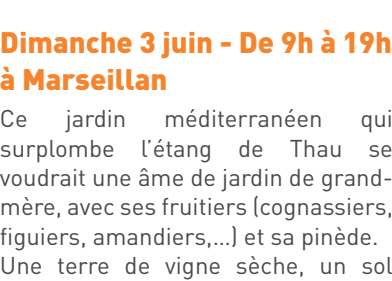 Dimanche 3 juin - De 9h à 19h
à Marseillan
Ce jardin méditerranéen qui
surplombe l’étang de Thau se
voudrait une âme de jardin de grand-
mère, avec ses fruitiers (cognassiers,
figuiers, amandiers,...) et sa pinède.
Une terre de vigne sèche, un sol